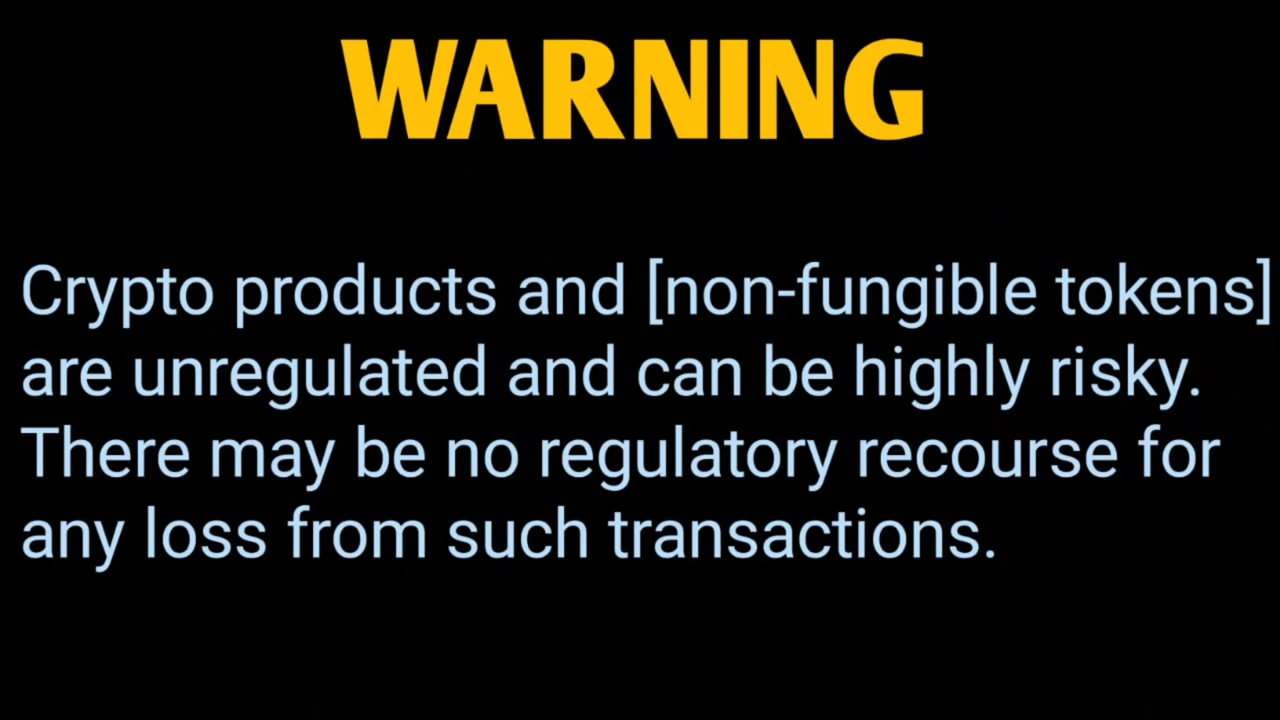 WARNING
Crypto products and [non-fungible tokens]
are unregulated and can be highly risky.
There may be no regulatory recourse for
any loss from such transactions.